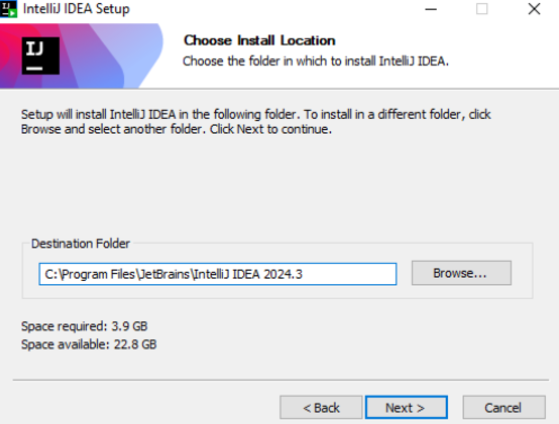 IntelliJ IDEA Setup
IJ
Choose Install Location
Choose the folder in which to install IntelliJ IDEA.
Setup will install IntelliJ IDEA in the following folder. To install in a different folder, click
Browse and select another folder. Click Next to continue.
Destination Folder
C:\Program Files\JetBrains\IntelliJ IDEA 2024.3
Browse...
Space required: 3.9 GB
Space available: 22.8 GB
< Back Next > Cancel